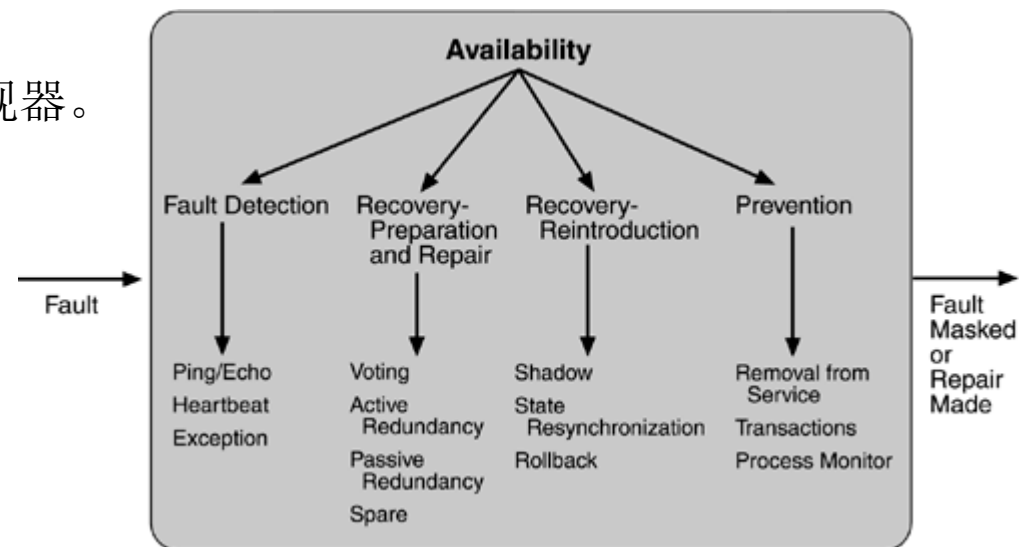 视器。
Availability
Fault Detection
Recovery-
Preparation
and Repair
Recovery-
Reintroduction
Prevention
Fault
Ping/Echo
Heartbeat
Exception
Voting
Active
Redundancy
Passive
Redundancy
Spare
Shadow
State
Resynchronization
Rollback
Removal from
Service
Transactions
Process Monitor
Fault
Masked
or
Repair
Made